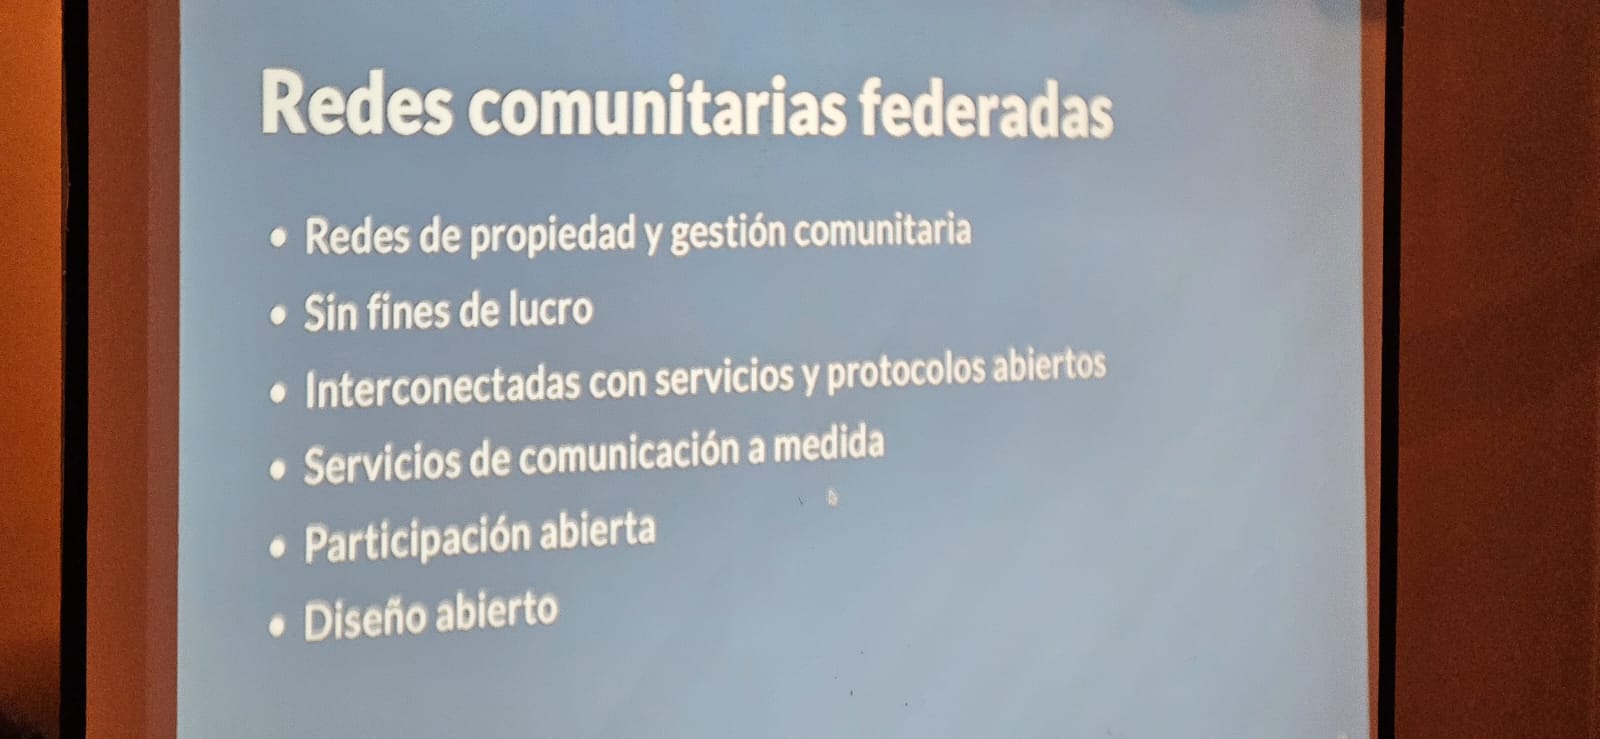 Redes comunitarias federadas
• Redes de propiedad y gestión comunitaria
• Sin fines de lucro
• Interconectadas con servicios y protocolos abiertos
• Servicios de comunicación a medida
• Participación abierta
• Diseño abierto